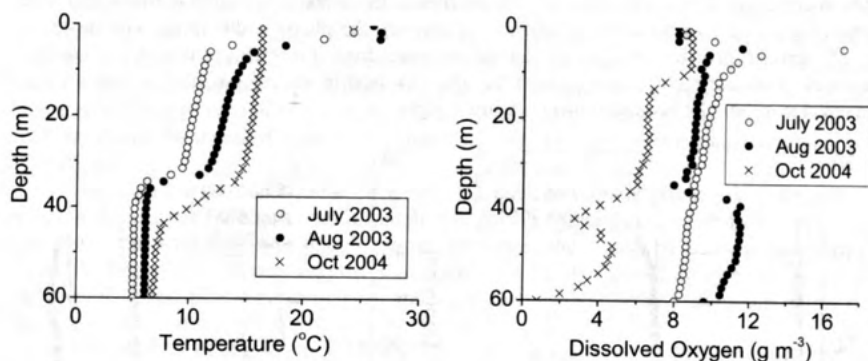 0
20
40
60
Depth (m)
July 2003
Aug 2003
Oct 2004
0
10
20
30
Temperature (°C)
0
20
40
60
Depth (m)
July 2003
Aug 2003
Oct 2004
0
4
8
12
16
Dissolved Oxygen (g m⁻³)